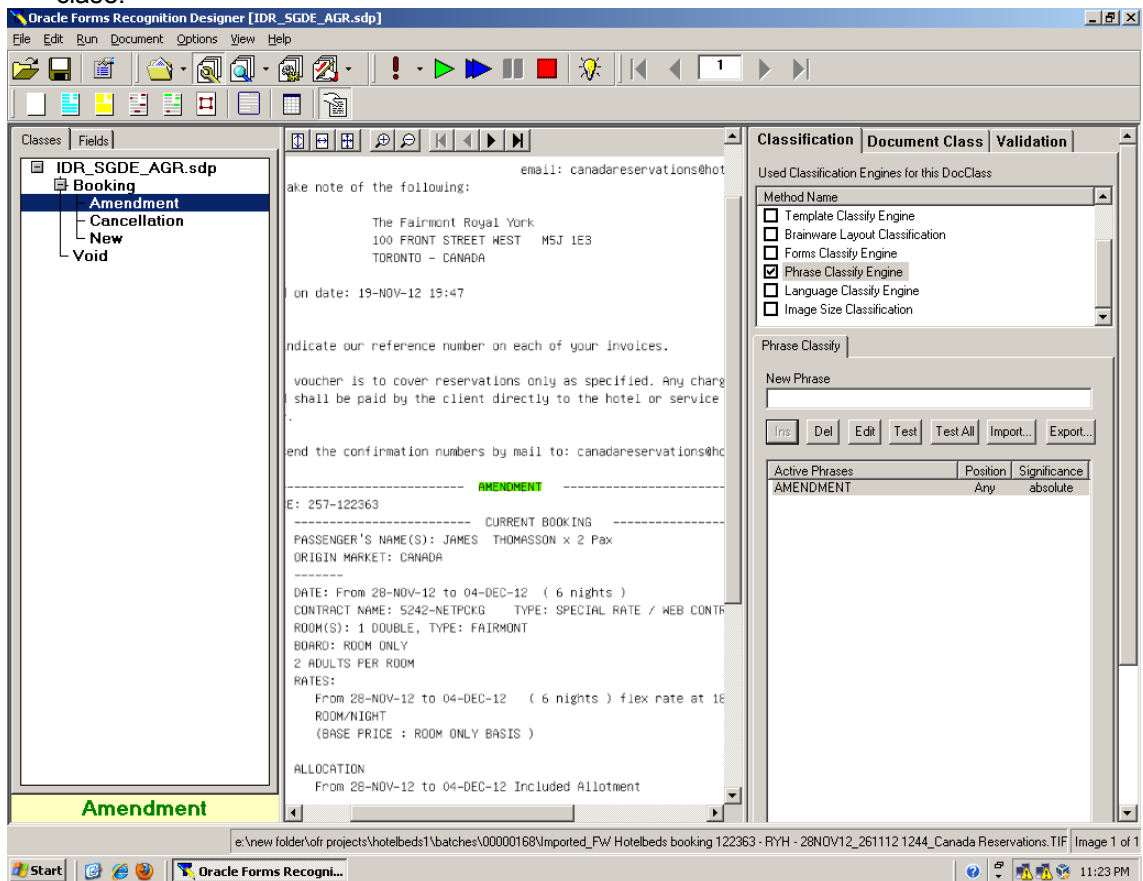 class.
Oracle Forms Recognition Designer [IDR_SGDE_AGR.sdp]
File Edit Run Document Options View Help
1
Classes Fields
IDR_SGDE_AGR.sdp
Booking
Amendment
Cancellation
New
Void
Amendment
email: canadareservations@hot
ake note of the following:
The Fairmont Royal York
100 FRONT STREET WEST M5J 1E3
TORONTO - CANADA
on date: 19-NOV-12 19:47
ndicate our reference number on each of your invoices.
voucher is to cover reservations only as specified. Any charg
shall be paid by the client directly to the hotel or service
.
end the confirmation numbers by mail to: canadareservations@ho
----------------------- AMENDMENT ---------------------
E: 257-122363
------------------------ CURRENT BOOKING ---------------
PASSENGER'S NAME(S): JAMES THOMASSON x 2 Pax
ORIGIN MARKET: CANADA
-------
DATE: From 28-NOV-12 to 04-DEC-12 ( 6 nights )
CONTRACT NAME: 5242-NETPCKG TYPE: SPECIAL RATE / WEB CONTR
ROOM(S): 1 DOUBLE, TYPE: FAIRMONT
BOARD: ROOM ONLY
2 ADULTS PER ROOM
RATES:
From 28-NOV-12 to 04-DEC-12 ( 6 nights ) flex rate at 18
ROOM/NIGHT
(BASE PRICE : ROOM ONLY BASIS )
ALLOCATION
From 28-NOV-12 to 04-DEC-12 Included Allotment
Classification Document Class Validation
Used Classification Engines for this DocClass
Method Name
Template Classify Engine
Brainware Layout Classification
Forms Classify Engine
Phrase Classify Engine
Language Classify Engine
Image Size Classification
Phrase Classify
New Phrase
Ins Del Edit Test Test All Import... Export...
Active Phrases Position Significance
AMENDMENT Any absolute
e:\new folder\ofr projects\hotelbeds1\batches\00000168\Imported_FW Hotelbeds booking 122363 - RYH - 28NOV12_261112 1244_Canada Reservations.TIF Image 1 of 1
Start Oracle Forms Recogni... 11:23 PM